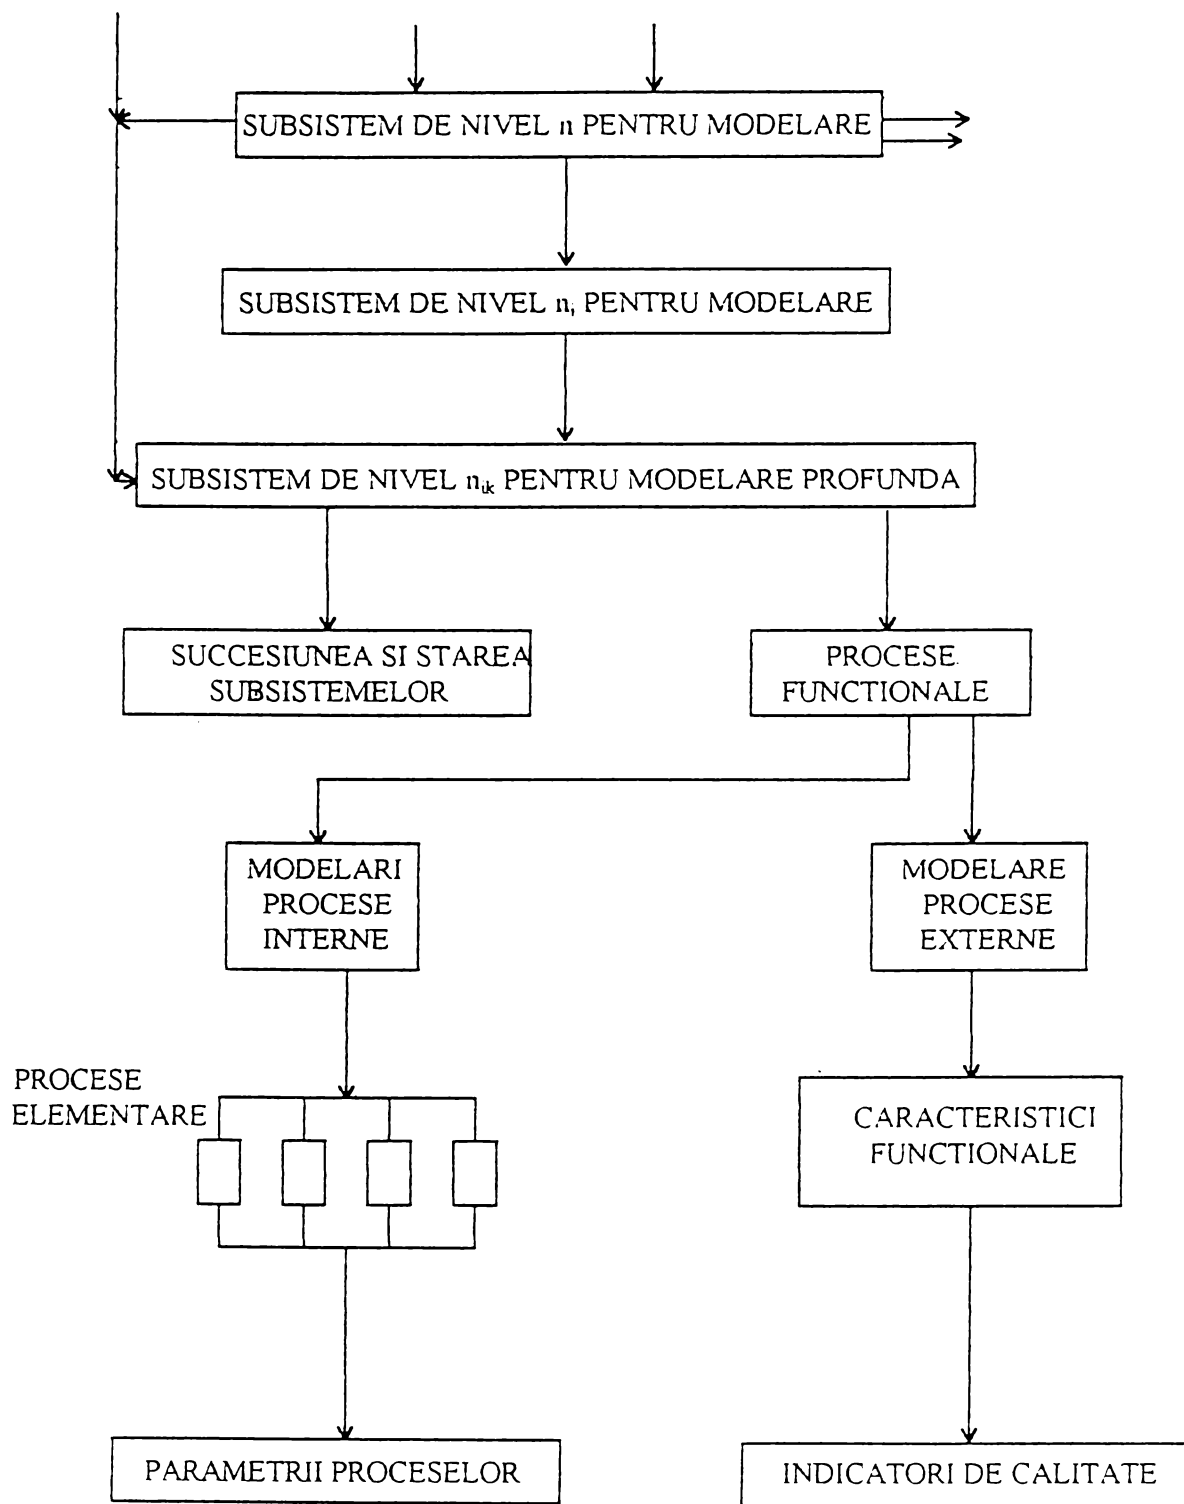 SUBSISTEM DE NIVEL n PENTRU MODELARE
SUBSISTEM DE NIVEL nᵢ PENTRU MODELARE
SUBSISTEM DE NIVEL nᵢₖ PENTRU MODELARE PROFUNDA
SUCCESIUNEA SI STAREA
SUBSISTEMELOR
PROCESE
FUNCTIONALE
MODELARI
PROCESE
INTERNE
MODELARE
PROCESE
EXTERNE
PROCESE
ELEMENTARE
CARACTERISTICI
FUNCTIONALE
PARAMETRII PROCESELOR
INDICATORI DE CALITATE